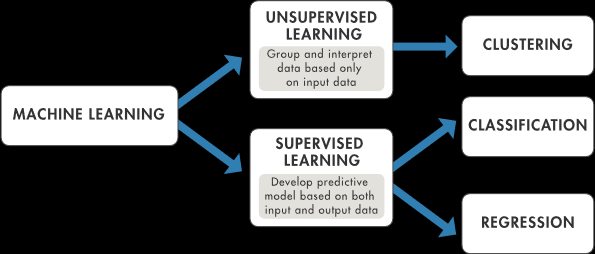 MACHINE LEARNING
UNSUPERVISED
LEARNING
Group and interpret
data based only
on input data
SUPERVISED
LEARNING
Develop predictive
model based on both
input and output data
CLUSTERING
CLASSIFICATION
REGRESSION